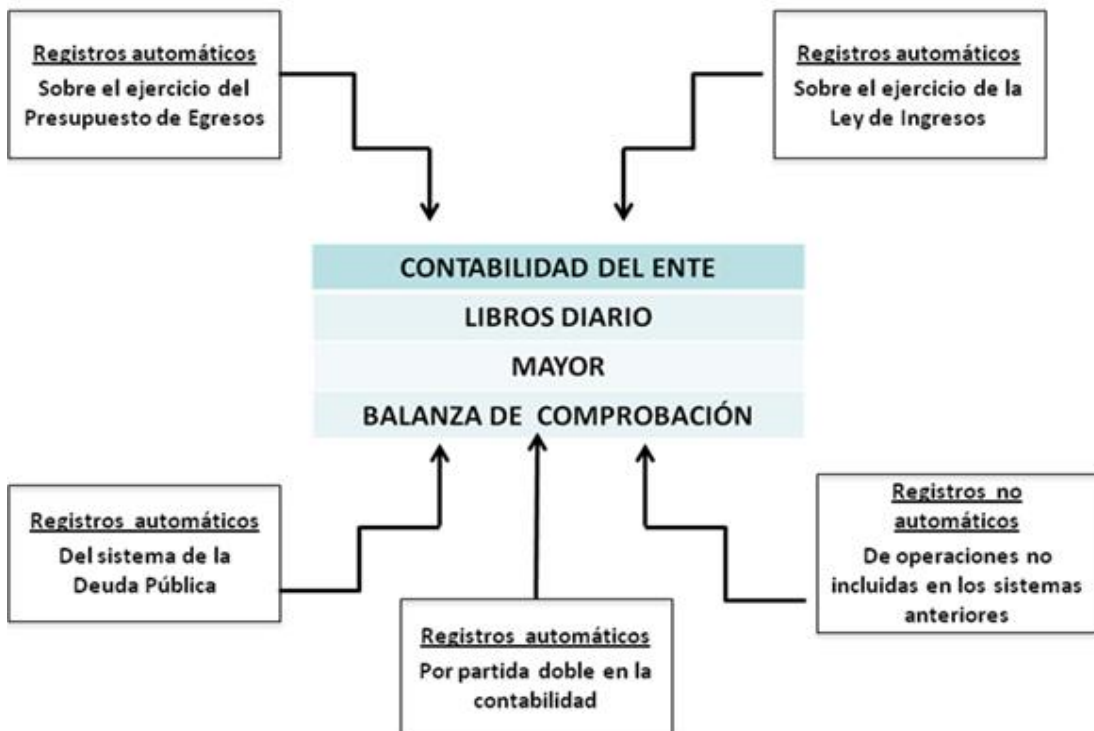 Registros automáticos
Sobre el ejercicio del
Presupuesto de Egresos
Registros automáticos
Sobre el ejercicio de la
Ley de Ingresos
CONTABILIDAD DEL ENTE
LIBROS DIARIO
MAYOR
BALANZA DE COMPROBACIÓN
Registros automáticos
Del sistema de la
Deuda Pública
Registros automáticos
Por partida doble en la
contabilidad
Registros no
automáticos
De operaciones no
incluidas en los sistemas
anteriores